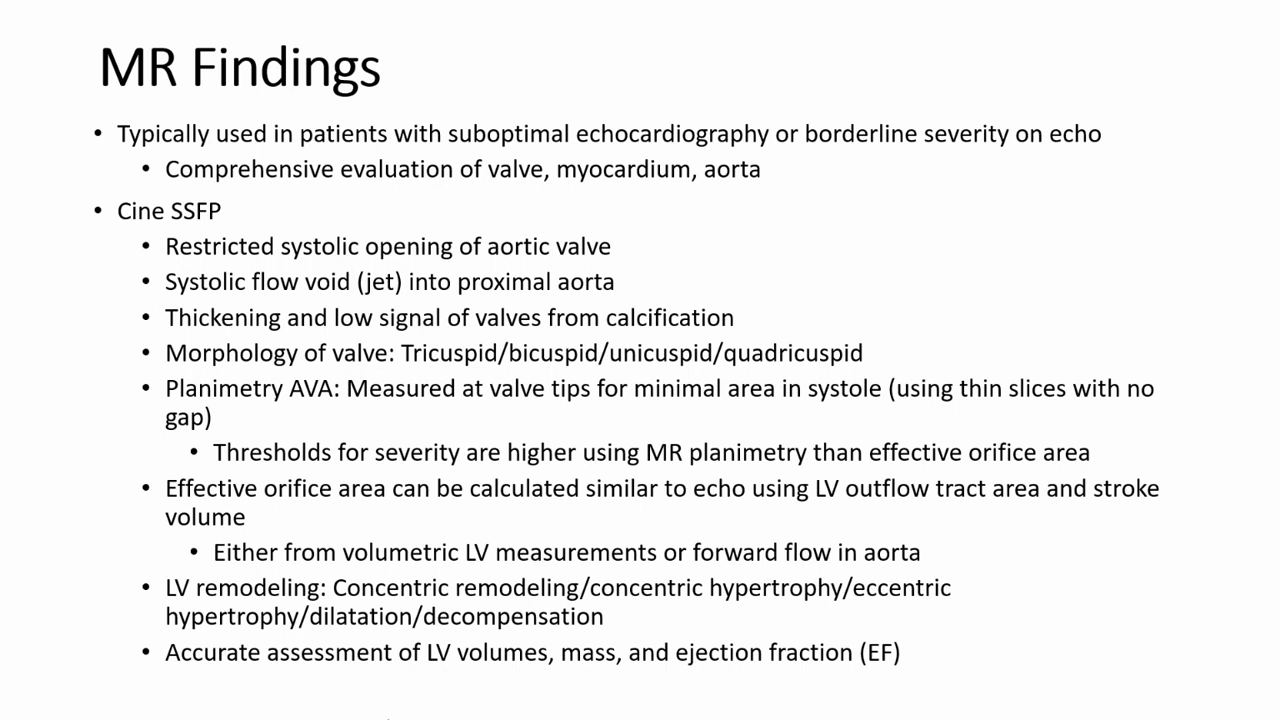 MR Findings
• Typically used in patients with suboptimal echocardiography or borderline severity on echo
• Comprehensive evaluation of valve, myocardium, aorta
• Cine SSFP
• Restricted systolic opening of aortic valve
• Systolic flow void (jet) into proximal aorta
• Thickening and low signal of valves from calcification
• Morphology of valve: Tricuspid/bicuspid/unicuspid/quadricuspid
• Planimetry AVA: Measured at valve tips for minimal area in systole (using thin slices with no
gap)
• Thresholds for severity are higher using MR planimetry than effective orifice area
• Effective orifice area can be calculated similar to echo using LV outflow tract area and stroke
volume
• Either from volumetric LV measurements or forward flow in aorta
• LV remodeling: Concentric remodeling/concentric hypertrophy/eccentric
hypertrophy/dilatation/decompensation
• Accurate assessment of LV volumes, mass, and ejection fraction (EF)